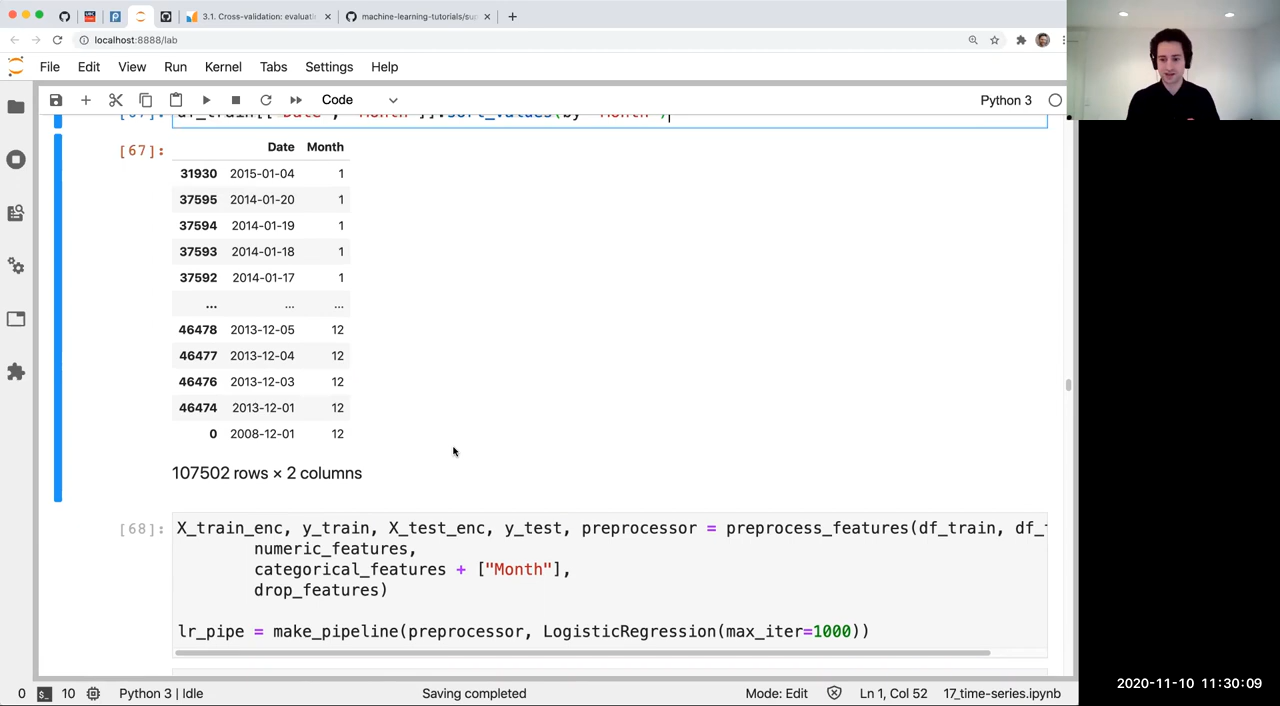 3.1. Cross-validation: evaluati
machine-learning-tutorials/su
localhost:8888/lab
File Edit View Run Kernel Tabs Settings Help
Code
Python 3
df_train[["Date", "Month"]].sort_values(by="Month")
[67]:
Date Month
31930 2015-01-04 1
37595 2014-01-20 1
37594 2014-01-19 1
37593 2014-01-18 1
37592 2014-01-17 1
... ... ...
46478 2013-12-05 12
46477 2013-12-04 12
46476 2013-12-03 12
46474 2013-12-01 12
0 2008-12-01 12
107502 rows × 2 columns
[68]: X_train_enc, y_train, X_test_enc, y_test, preprocessor = preprocess_features(df_train, df_
numeric_features,
categorical_features + ["Month"],
drop_features)
lr_pipe = make_pipeline(preprocessor, LogisticRegression(max_iter=1000))
0 10 Python 3 | Idle Saving completed Mode: Edit Ln 1, Col 52 17_time-series.ipynb
2020-11-10 11:30:09